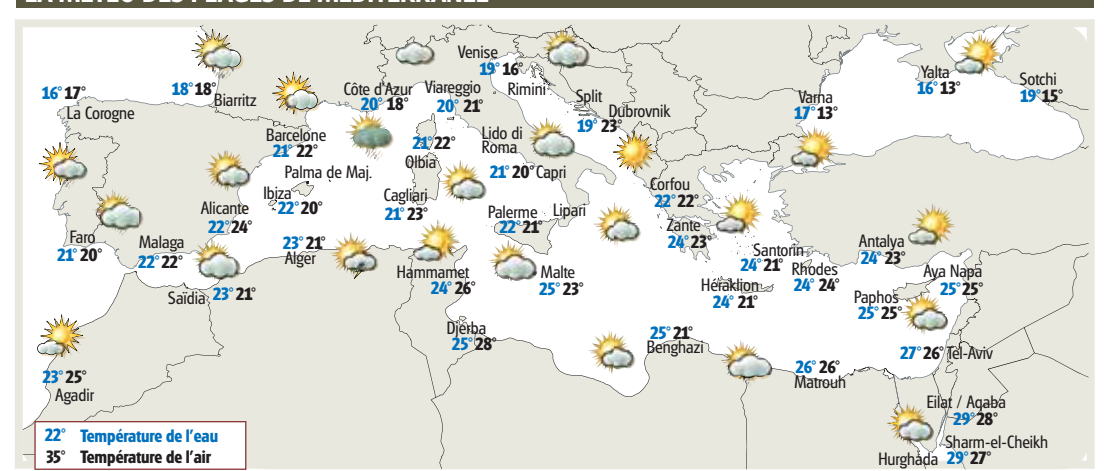 LA MÉTÉO DES PLAGES DE MÉDITERRANÉE
Venise
19° 16°
Rimini
Côte d'Azur
20° 18°
Viareggio
20° 21°
18° 18°
Biarritz
16° 17°
La Corogne
Split
19° 23°
Dubrovnik
Varna
17° 13°
Yalta
16° 13°
Sotchi
19° 15°
Barcelone
21° 22°
21° 22°
Olbia
Lido di
Roma
21° 20° Capri
Palma de Maj.
Ibiza
22° 20°
Cagliari
21° 23°
Alicante
22° 24°
Corfou
22° 22°
Palerme
22° 21°
Lipari
Zante
24° 23°
Faro
21° 20°
Malaga
22° 22°
23° 21°
Alger
Santorin
24° 21°
Antalya
24° 23°
Rhodes
24° 24°
Aya Napa
25° 25°
Hammamet
24° 26°
Malte
25° 23°
Héraklion
24° 21°
Paphos
25° 25°
Saïdia 23° 21°
Djerba
25° 28°
25° 21°
Benghazi
27° 26° Tel-Aviv
26° 26°
Matrouh
23° 25°
Agadir
Eilat / Aqaba
29° 28°
Sharm-el-Cheikh
Hurghada 29° 27°
22° Température de l'eau
35° Température de l'air